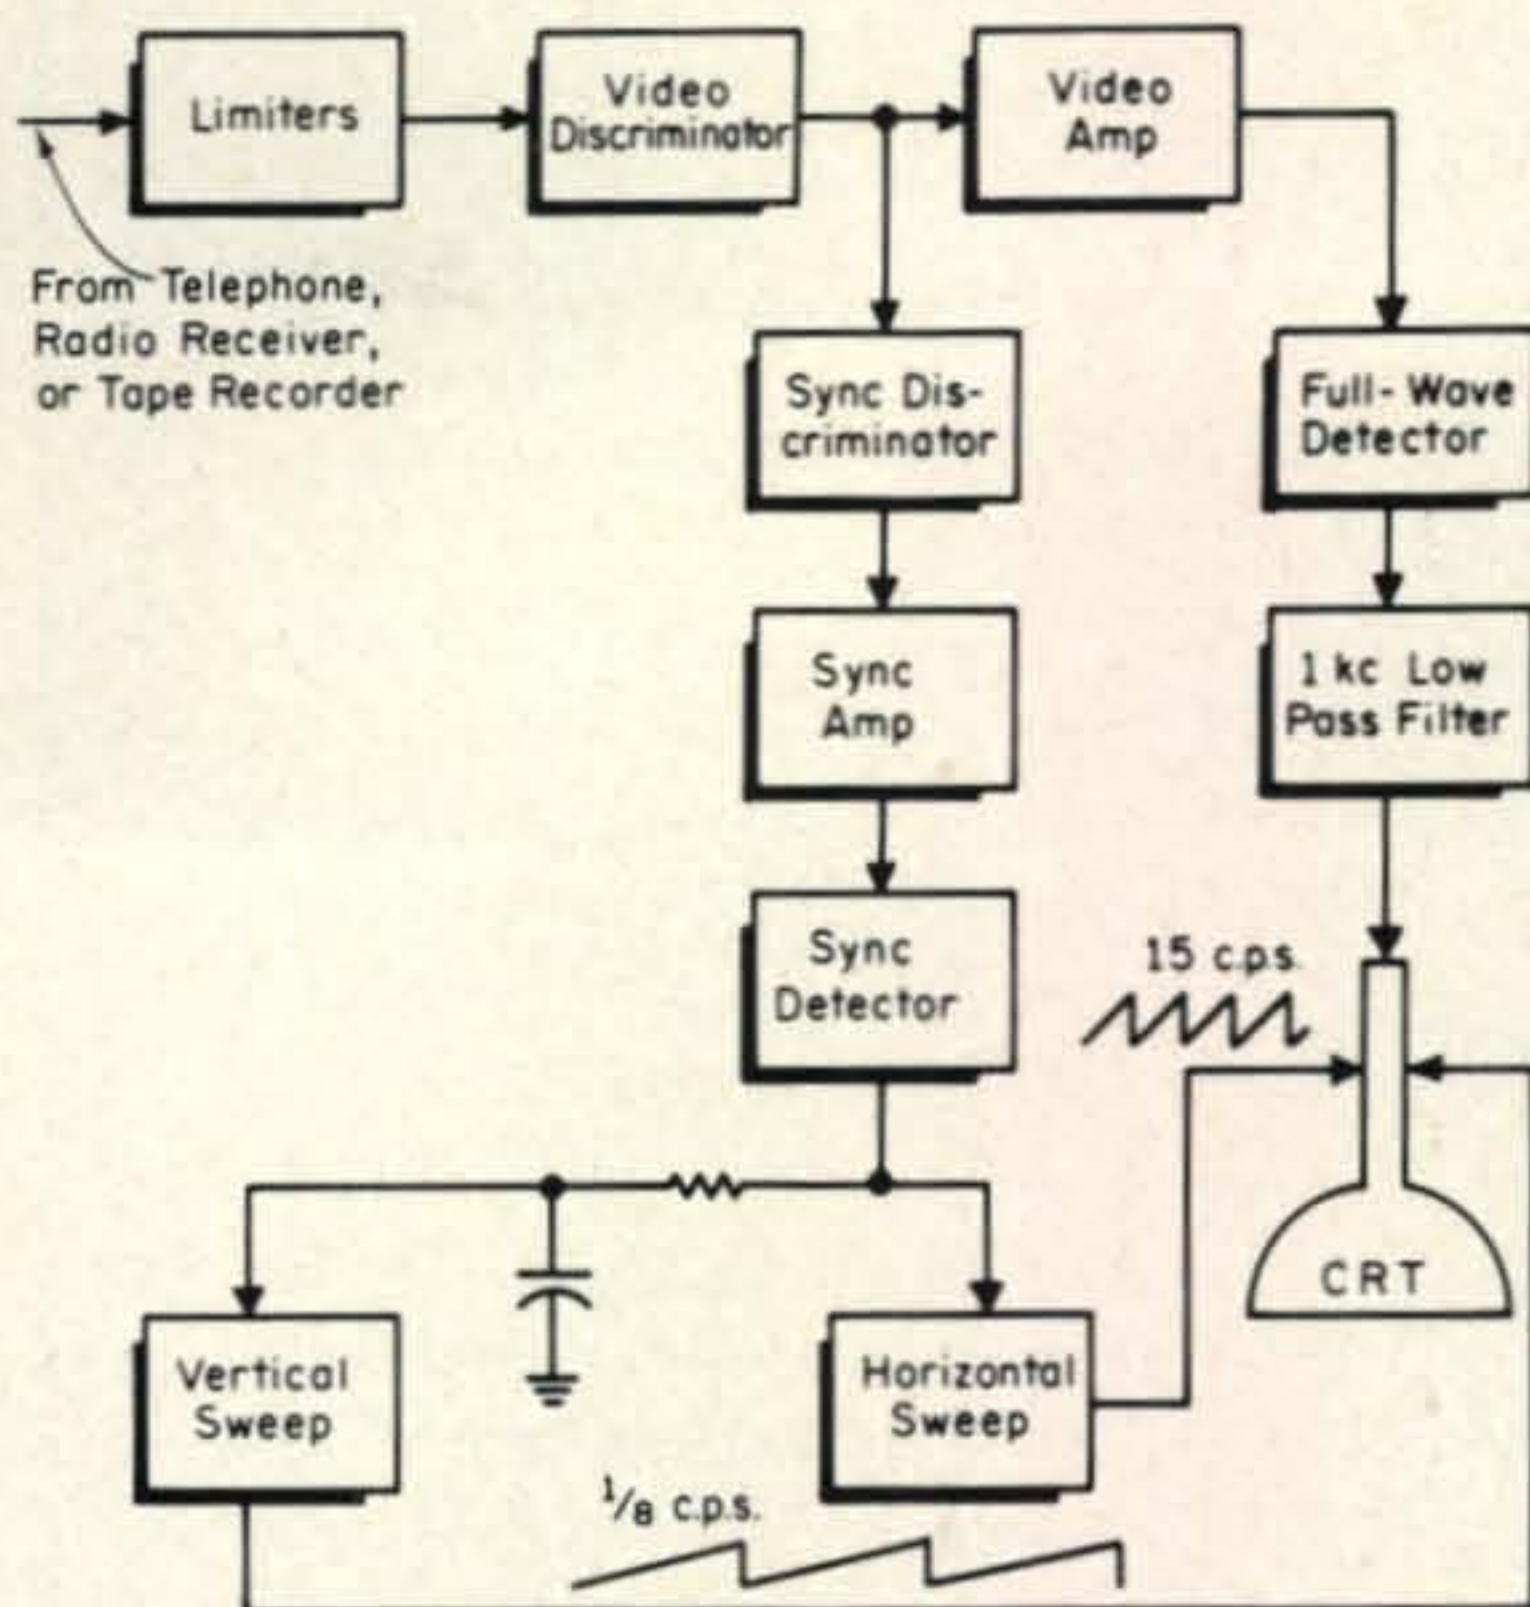 Limiters
Video
Discriminator
Video
Amp
From Telephone,
Radio Receiver,
or Tape Recorder
Sync Dis-
criminator
Full-Wave
Detector
Sync
Amp
1 kc Low
Pass Filter
Sync
Detector
15 c.p.s.
CRT
Vertical
Sweep
Horizontal
Sweep
1/8 c.p.s.